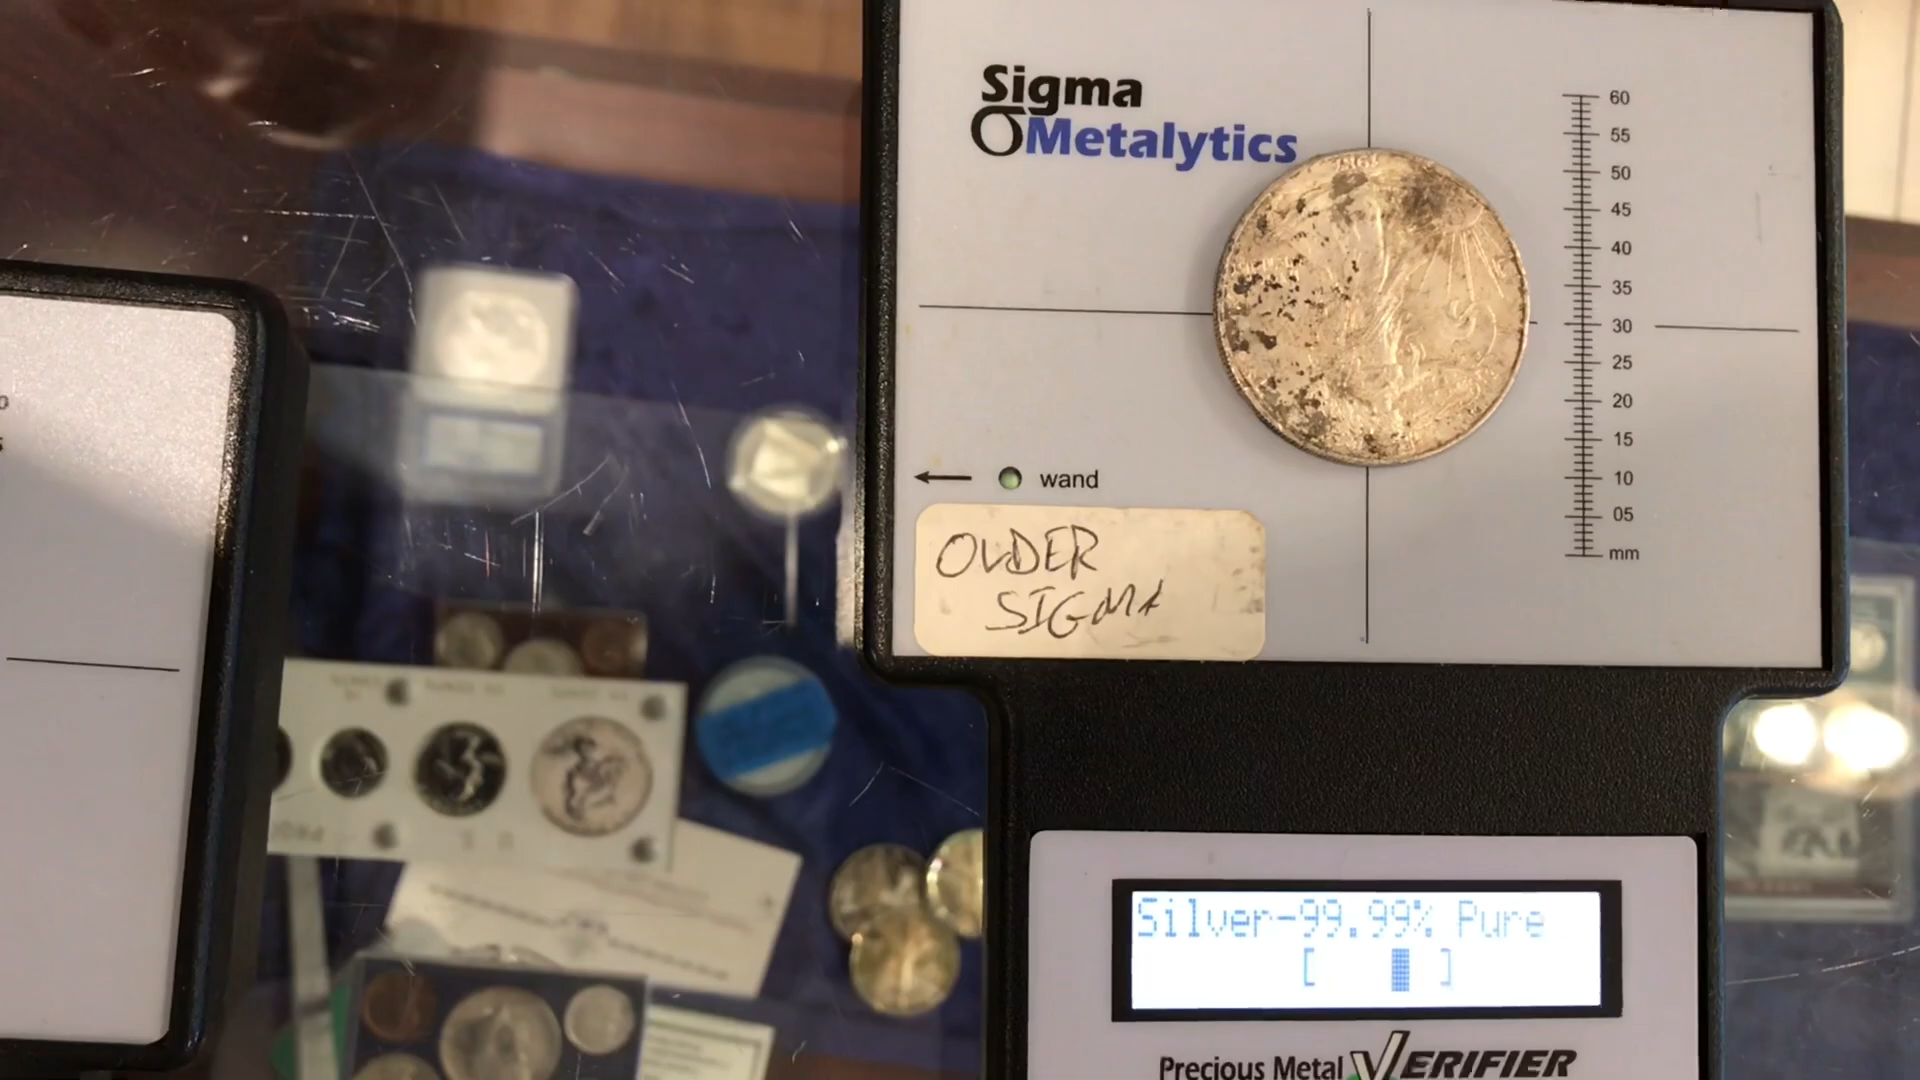 Sigma
σMetalytics
60
55
50
45
40
35
30
25
20
15
10
05
mm
wand
OLDER
SIGMA
Silver-99.99% Pure
[ ]
Precious Metal VERIFIER